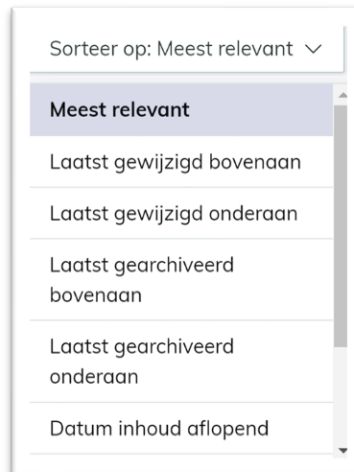 Sorteer op: Meest relevant
Meest relevant
Laatst gewijzigd bovenaan
Laatst gewijzigd onderaan
Laatst gearchiveerd
bovenaan
Laatst gearchiveerd
onderaan
Datum inhoud aflopend